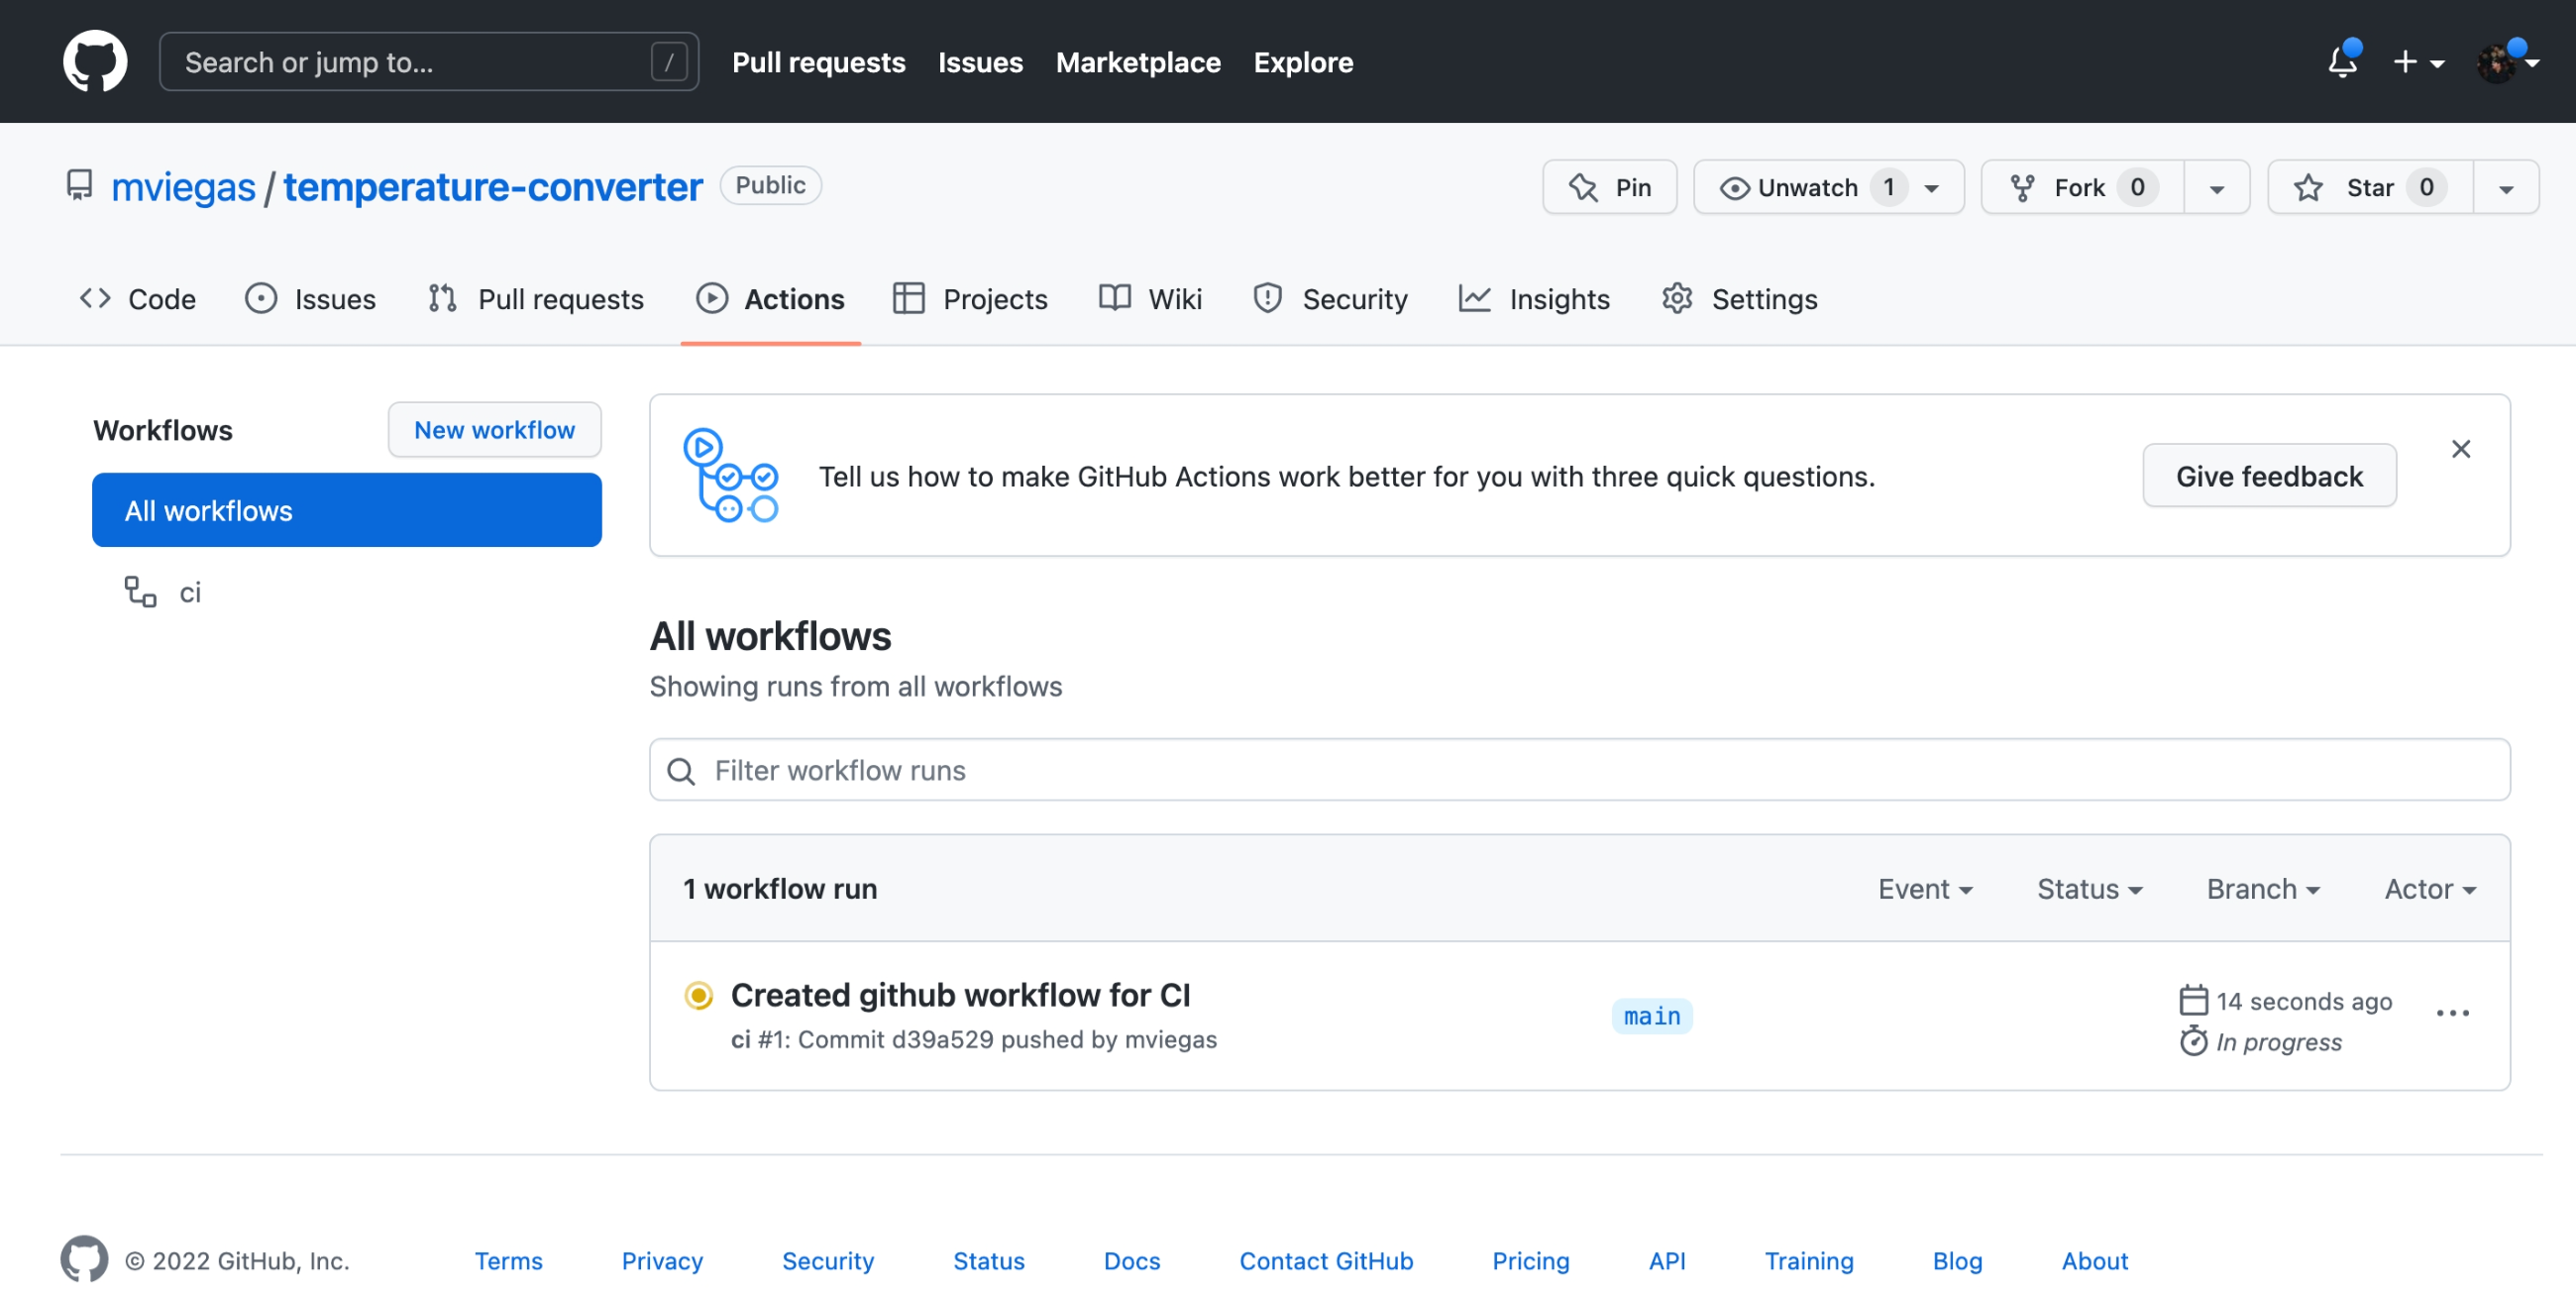 Search or jump to... / Pull requests Issues Marketplace Explore
mviegas / temperature-converter Public Pin Unwatch 1 Fork 0 Star 0
Code Issues Pull requests Actions Projects Wiki Security Insights Settings
Workflows New workflow
All workflows
ci
Tell us how to make GitHub Actions work better for you with three quick questions. Give feedback
All workflows
Showing runs from all workflows
Filter workflow runs
1 workflow run Event Status Branch Actor
Created github workflow for CI
ci #1: Commit d39a529 pushed by mviegas
main
14 seconds ago
In progress
© 2022 GitHub, Inc. Terms Privacy Security Status Docs Contact GitHub Pricing API Training Blog About